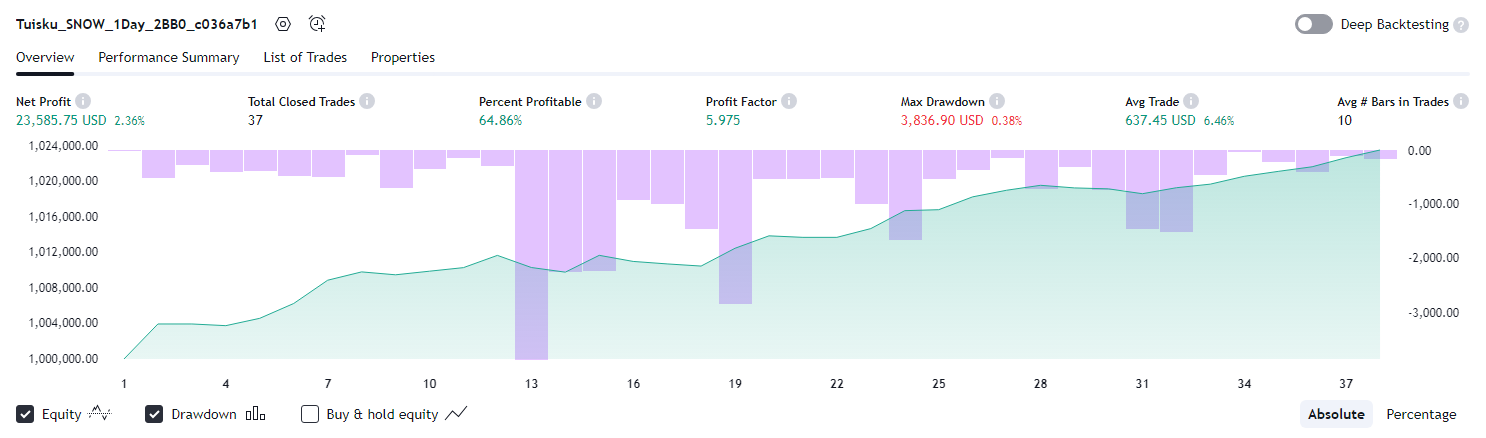 Tuisku_SNOW_1Day_2BB0_c036a7b1 Deep Backtesting ?
Overview Performance Summary List of Trades Properties
Net Profit i Total Closed Trades i Percent Profitable i Profit Factor i Max Drawdown i Avg Trade i Avg # Bars in Trades i
23,585.75 USD 2.36% 37 64.86% 5.975 3,836.90 USD 0.38% 637.45 USD 6.46% 10
1,024,000.00 0.00
1,020,000.00
1,016,000.00 -1,000.00
1,012,000.00 -2,000.00
1,008,000.00
1,004,000.00 -3,000.00
1,000,000.00
1 4 7 10 13 16 19 22 25 28 31 34 37
Equity Drawdown Buy & hold equity Absolute Percentage